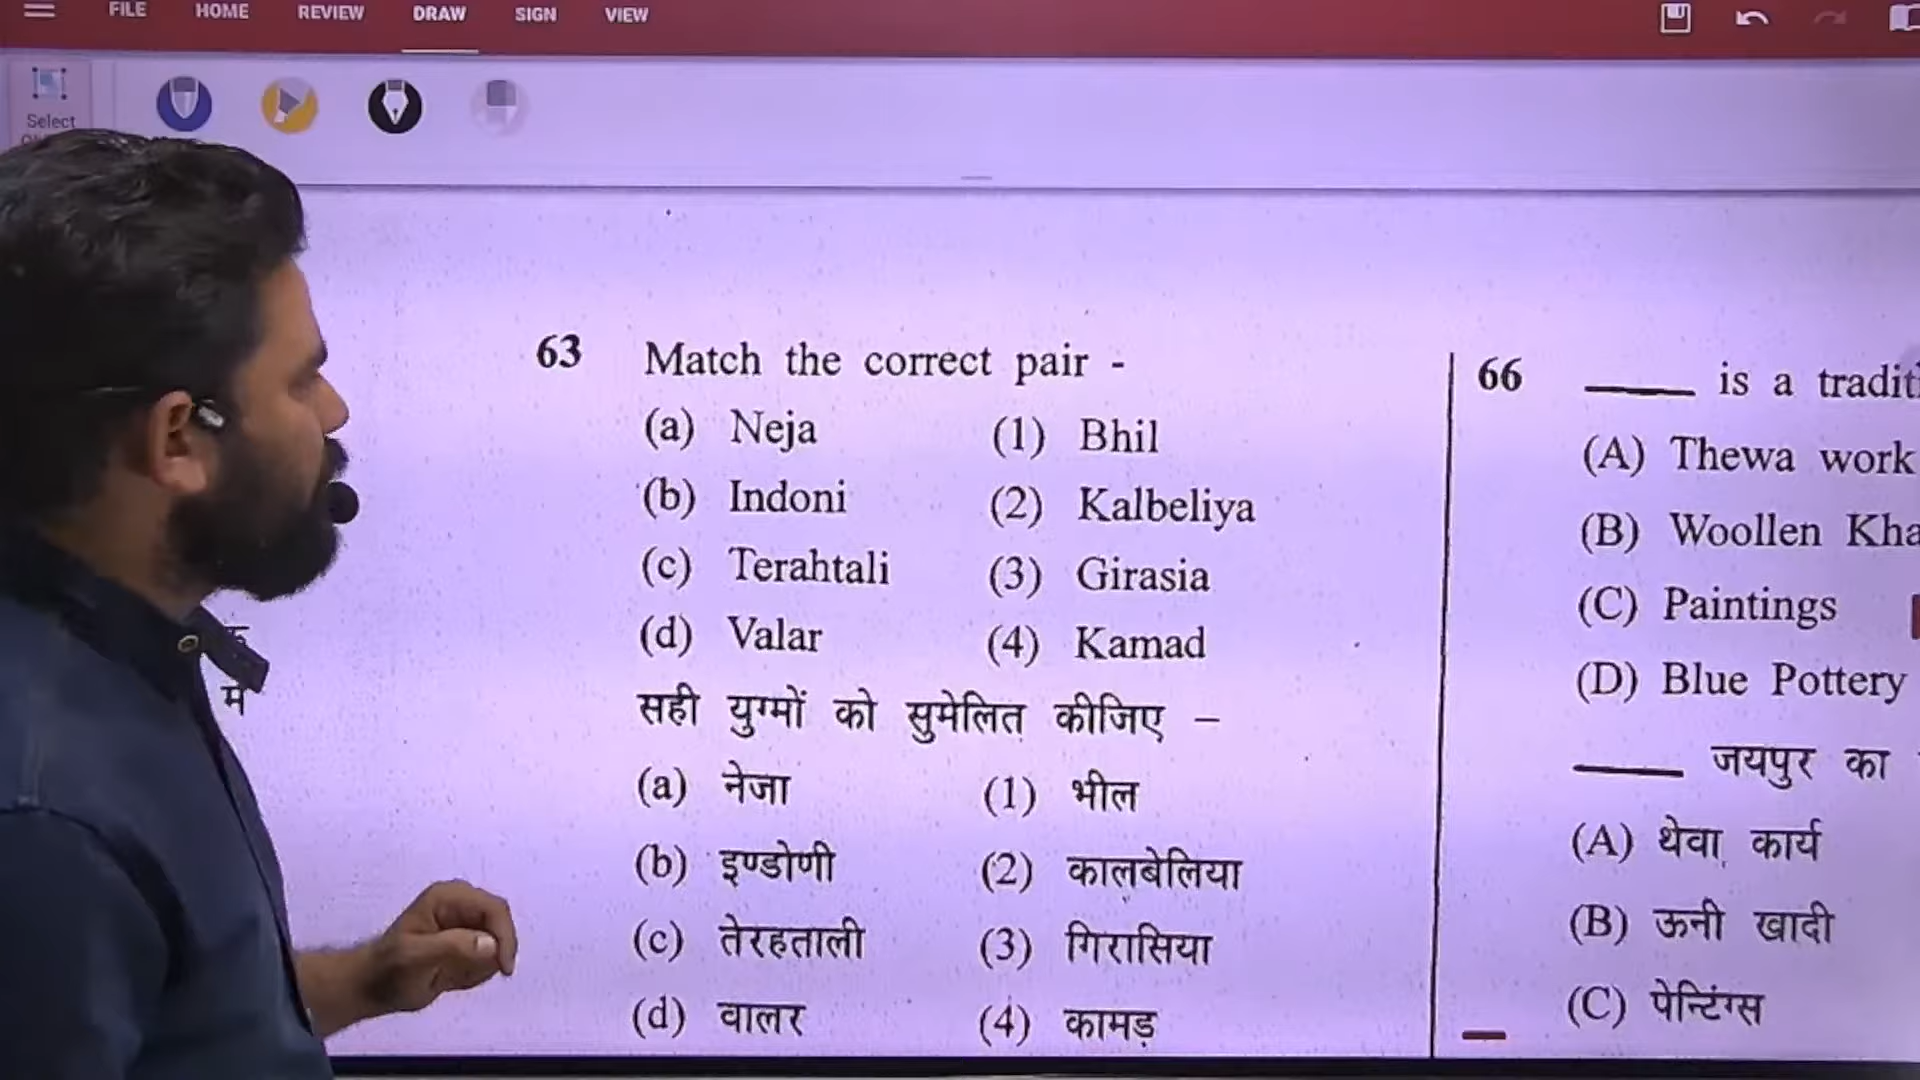 FILE HOME REVIEW DRAW SIGN VIEW
Select
63 Match the correct pair -
(a) Neja (1) Bhil
(b) Indoni (2) Kalbeliya
(c) Terahtali (3) Girasia
(d) Valar (4) Kamad
सही युग्मों को सुमेलित कीजिए –
(a) नेजा (1) भील
(b) इण्डोणी (2) कालबेलिया
(c) तेरहताली (3) गिरासिया
(d) वालर (4) कामड़
में
66 _____ is a tradit
(A) Thewa work
(B) Woollen Kha
(C) Paintings
(D) Blue Pottery
_____ जयपुर का
(A) थेवा कार्य
(B) ऊनी खादी
(C) पेन्टिंग्स